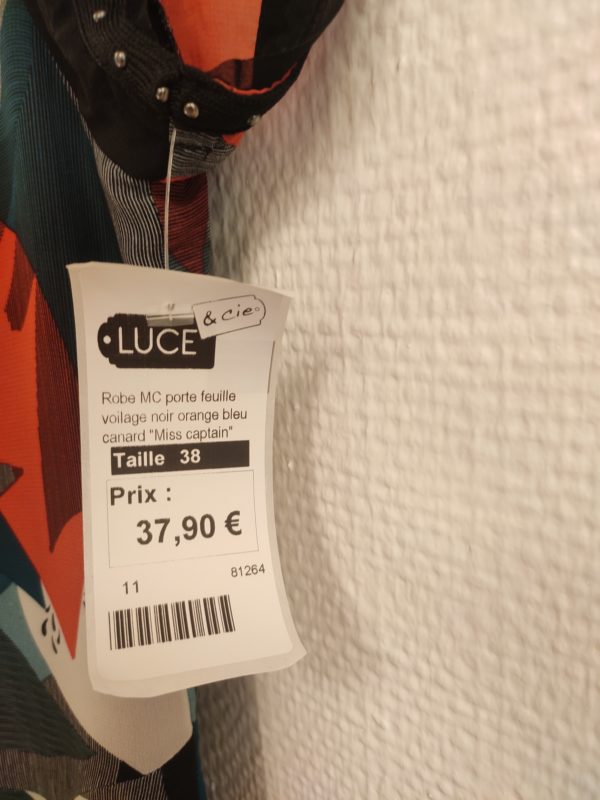 & cie
LUCE
Robe MC porte feuille
voilage noir orange bleu
canard "Miss captain"
Taille 38
Prix :
37,90 €
81264
11